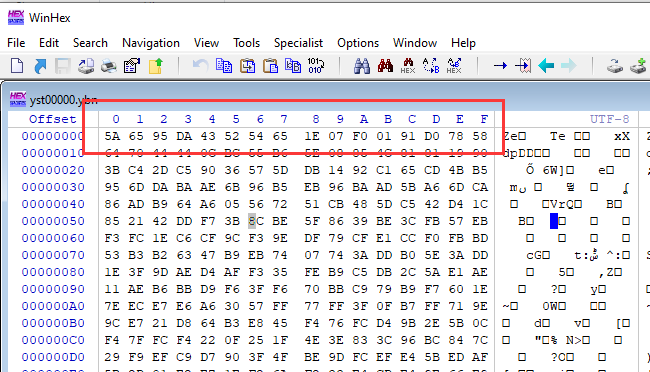 WinHex
File Edit Search Navigation View Tools Specialist Options Window Help
yst00000.ybn
Offset 0 1 2 3 4 5 6 7 8 9 A B C D E F UTF-8
00000000 5A 65 95 DA 43 52 54 65 1E 07 F0 01 91 D0 78 58
00000010
00000020 3B C4 2D C5 90 36 57 5D DB 14 92 C1 65 CD 4B B5
00000030 95 6D DA BA AE 6B 96 B5 EB 96 BA AD 5B A6 6D CA
00000040 86 AD B9 64 A6 05 56 72 51 CB 48 5D C5 42 D4 1C
00000050 85 21 42 DD F7 3B 8C BE 5F 86 39 BE 3C FB 57 EB
00000060 F3 FC 1E C6 CF 9C F3 9E DF 79 CF E1 CC F0 FB BD
00000070 53 B3 B2 63 47 B9 EB 74 07 74 3A DD B0 5E 3A DD
00000080 1E 3F 9D AE D4 AF F3 35 FE B9 C5 DB 2C 5A E1 AE
00000090 11 AE B6 BB D9 F6 3F F6 70 BB C9 79 B9 F7 60 1E
000000A0 7E EC E7 E6 A6 30 57 FF 77 FF 3F 0F B7 FF 71 9E
000000B0 9C E7 21 D8 64 B3 E8 45 F4 76 FC D4 9B 2E 5B 0C
000000C0 F4 7F FC F4 22 0F 25 1F 4E 3E 83 3C 96 BC 84 7C
000000D0 29 F9 EF C9 D7 90 3F 4F BE 9D FC EF E4 5B ED AF